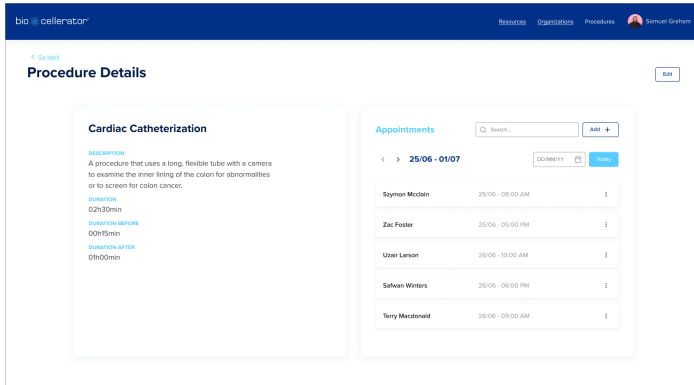 bio cellerator
Resources Organizations Procedures Samuel Graham
Go back
Procedure Details
Edit
Cardiac Catheterization
DESCRIPTION
A procedure that uses a long, flexible tube with a camera
to examine the inner lining of the colon for abnormalities
or to screen for colon cancer.
DURATION
02h30min
DURATION BEFORE
00h15min
DURATION AFTER
01h00min
Appointments
Search...
Add +
25/06 - 01/07
DD/MM/YY
Today
Szymon Mcclain 25/06 - 08:00 AM
Zac Foster 25/06 - 05:00 PM
Uzair Larson 26/06 - 10:00 AM
Safwan Winters 26/06 - 06:00 PM
Terry Macdonald 28/06 - 09:00 AM